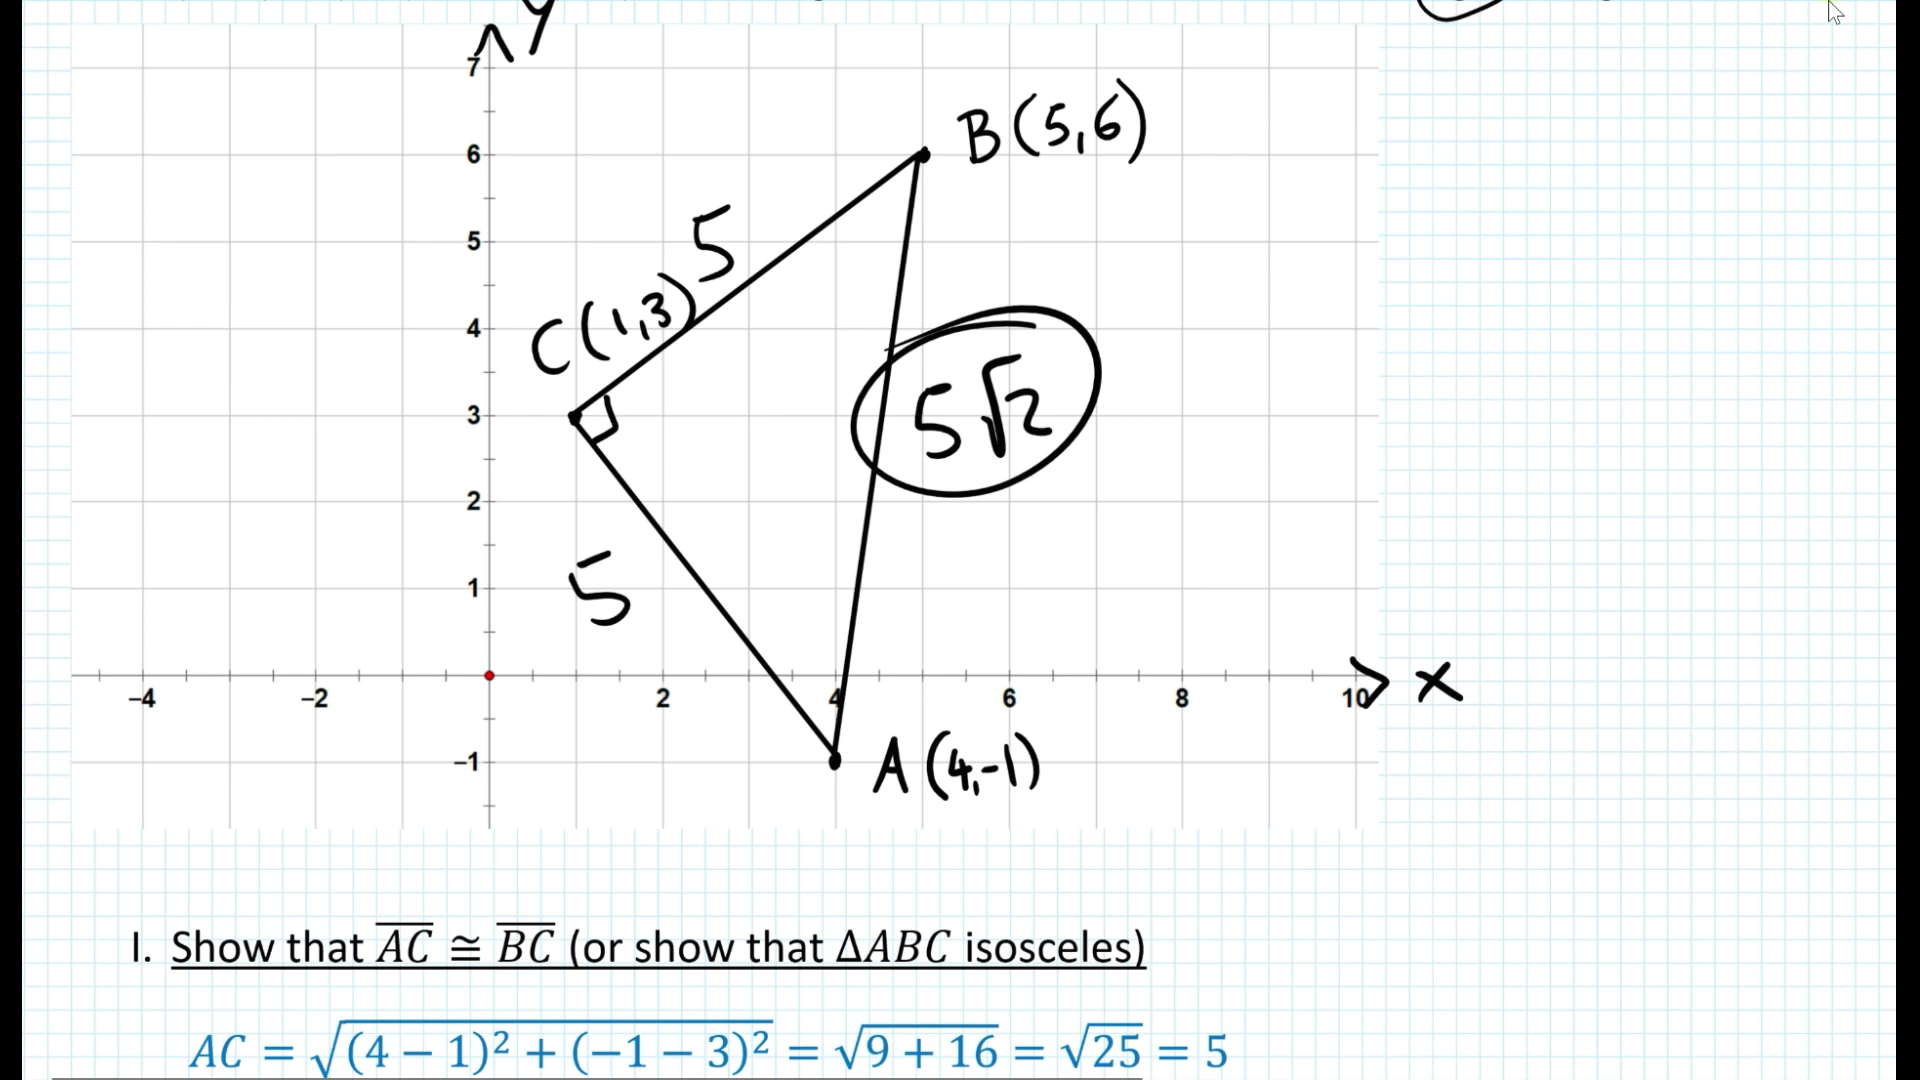 y
7
B(5,6)
6
5
5
C(1,3)
4
5√2
3
2
5
1
–4 –2 2 4 6 8 10 x
–1
A(4,-1)
I. Show that A̅C̅ ≅ B̅C̅ (or show that ΔABC isosceles)
AC = √((4 − 1)² + (−1 − 3)²) = √(9 + 16) = √25 = 5